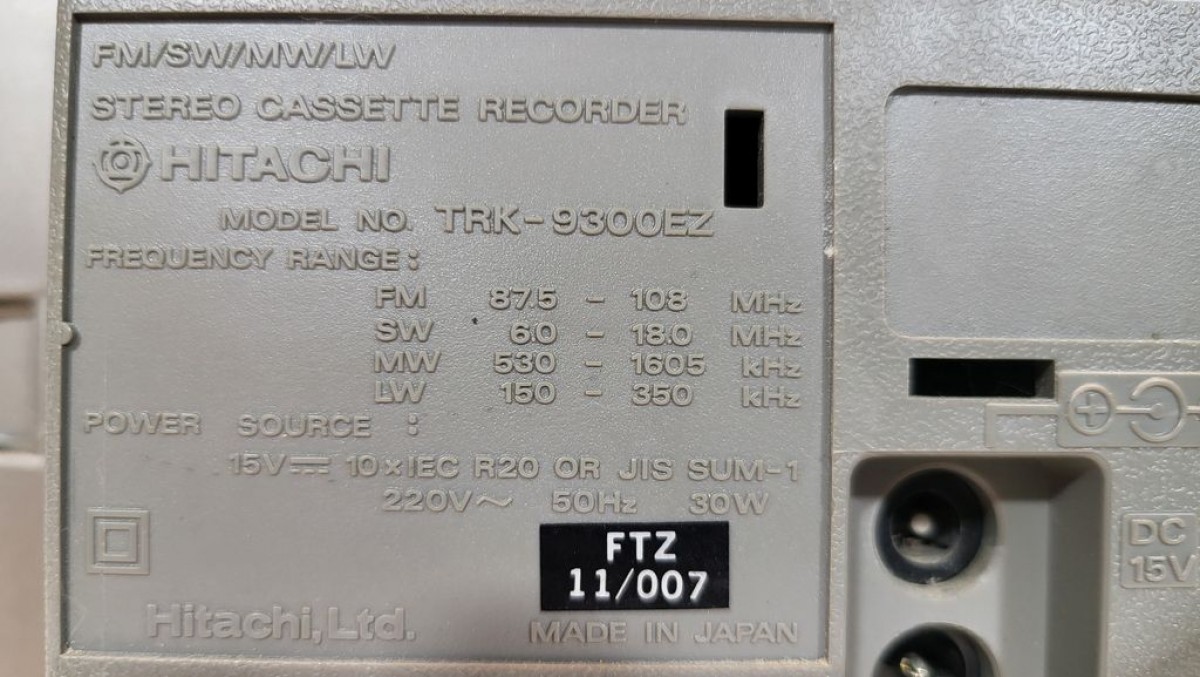 FM/SW/MW/LW
STEREO CASSETTE RECORDER
HITACHI
MODEL NO. TRK-9300EZ
FREQUENCY RANGE:
FM 87.5 - 108 MHz
SW 6.0 - 18.0 MHz
MW 530 - 1605 kHz
LW 150 - 350 kHz
POWER SOURCE :
15V⎓ 10×IEC R20 OR JIS SUM-1
220V~ 50Hz 30W
FTZ
11/007
Hitachi, Ltd.
MADE IN JAPAN
DC
15V